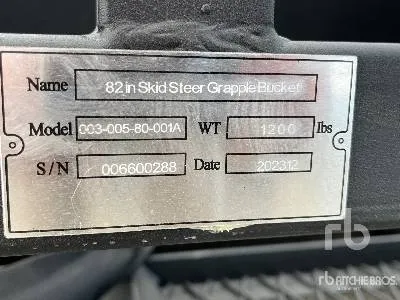 Name 82 in Skid Steer Grapple Bucket
Model 003-005-80-001A WT 1200 lbs
S/N 006600288 Date 202312
rb
rb RITCHIE BROS.